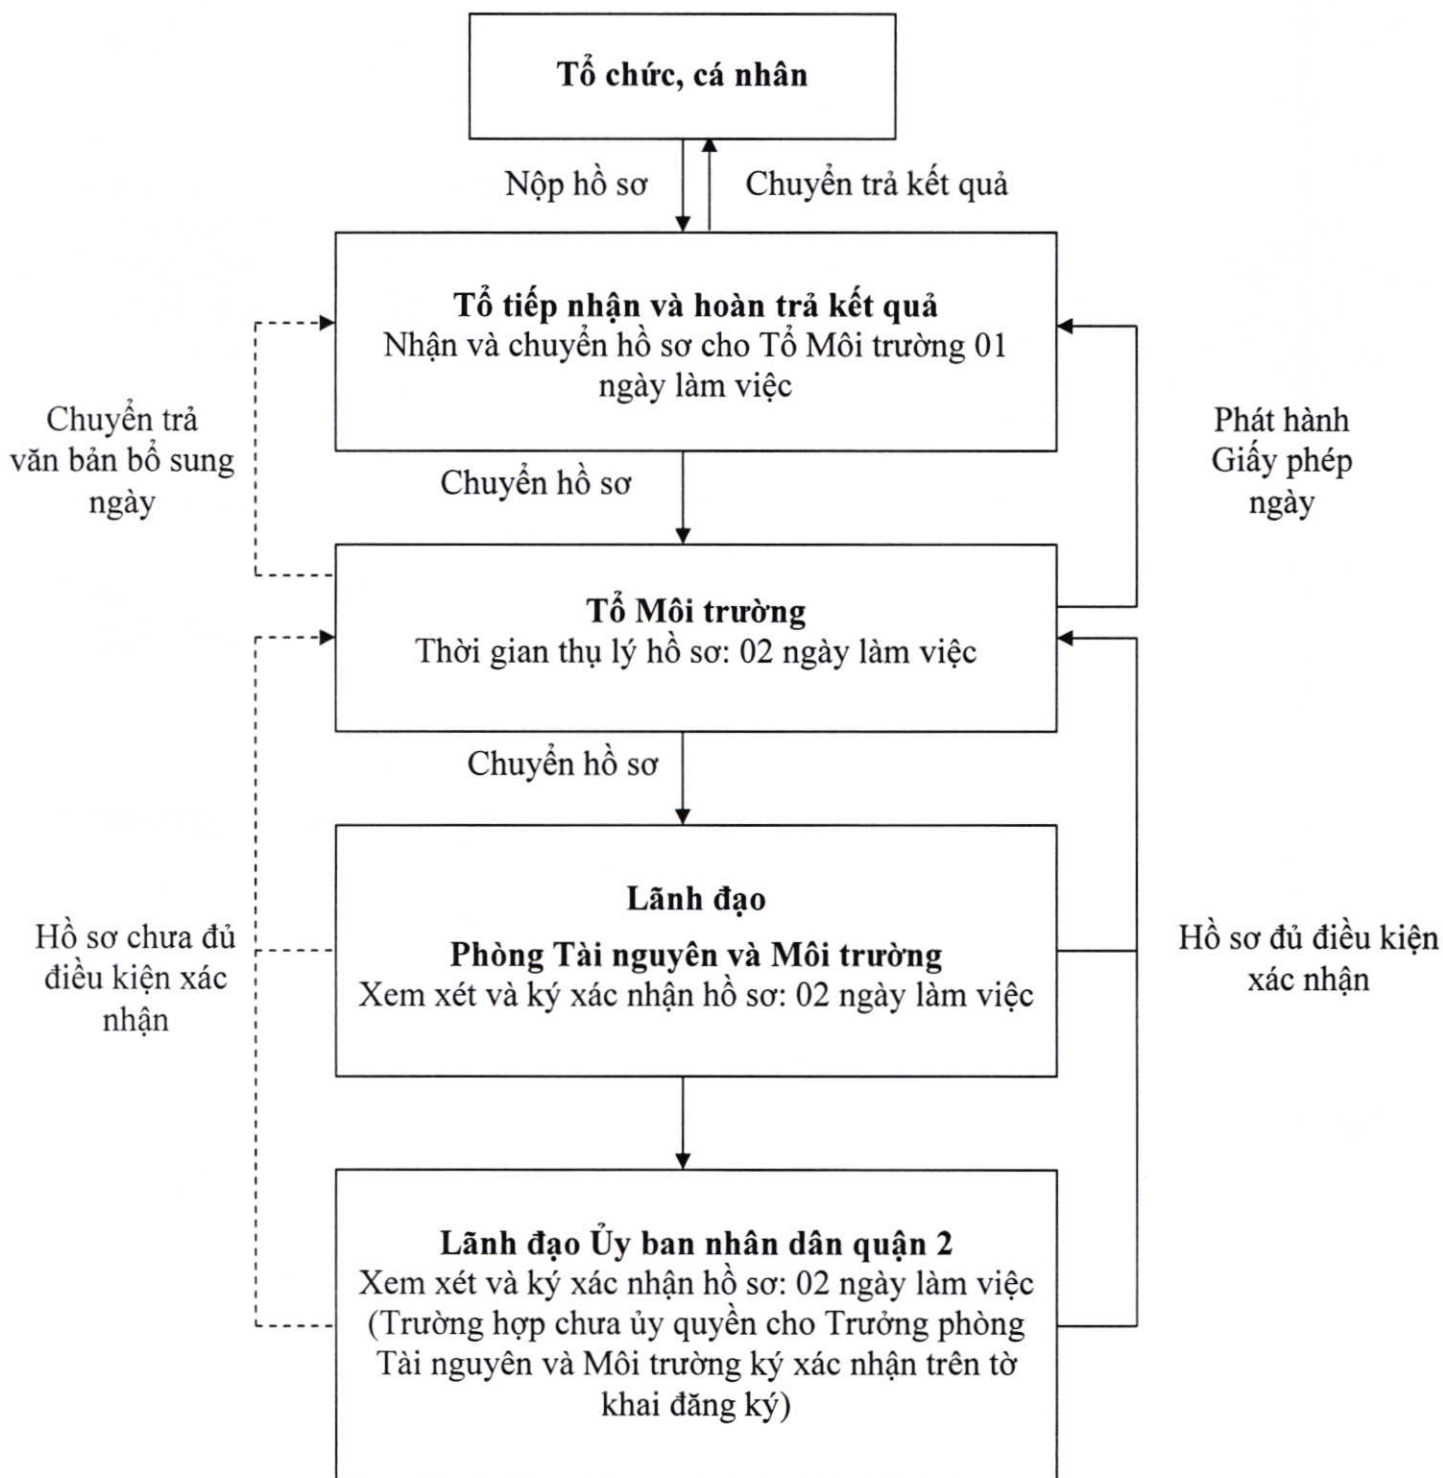 Tổ chức, cá nhân
Nộp hồ sơ
Chuyển trả kết quả
Tổ tiếp nhận và hoàn trả kết quả
Nhận và chuyển hồ sơ cho Tổ Môi trường 01
ngày làm việc
Chuyển trả
văn bản bổ sung
ngày
Phát hành
Giấy phép
ngày
Chuyển hồ sơ
Tổ Môi trường
Thời gian thụ lý hồ sơ: 02 ngày làm việc
Chuyển hồ sơ
Lãnh đạo
Phòng Tài nguyên và Môi trường
Xem xét và ký xác nhận hồ sơ: 02 ngày làm việc
Hồ sơ chưa đủ
điều kiện xác
nhận
Hồ sơ đủ điều kiện
xác nhận
Lãnh đạo Ủy ban nhân dân quận 2
Xem xét và ký xác nhận hồ sơ: 02 ngày làm việc
(Trường hợp chưa ủy quyền cho Trưởng phòng
Tài nguyên và Môi trường ký xác nhận trên tờ
khai đăng ký)